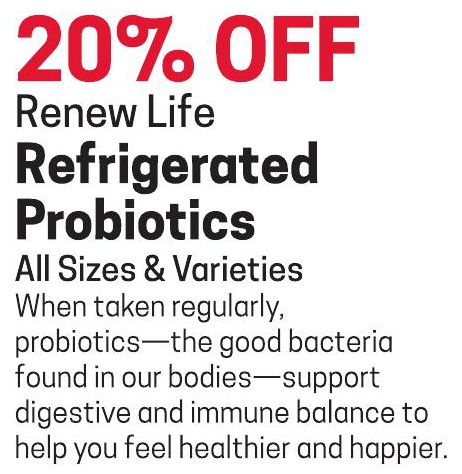 20% OFF
Renew Life
Refrigerated
Probiotics
All Sizes & Varieties
When taken regularly,
probiotics—the good bacteria
found in our bodies—support
digestive and immune balance to
help you feel healthier and happier.